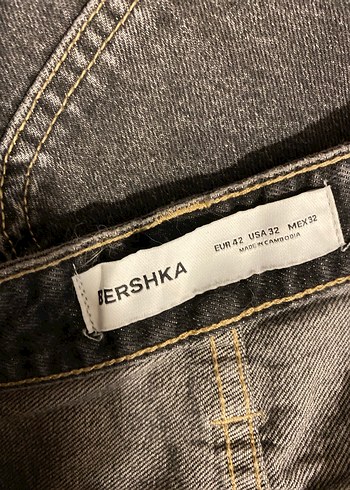 BERSHKA
EUR 42 USA 32 MEX 32
MADE IN CAMBODIA